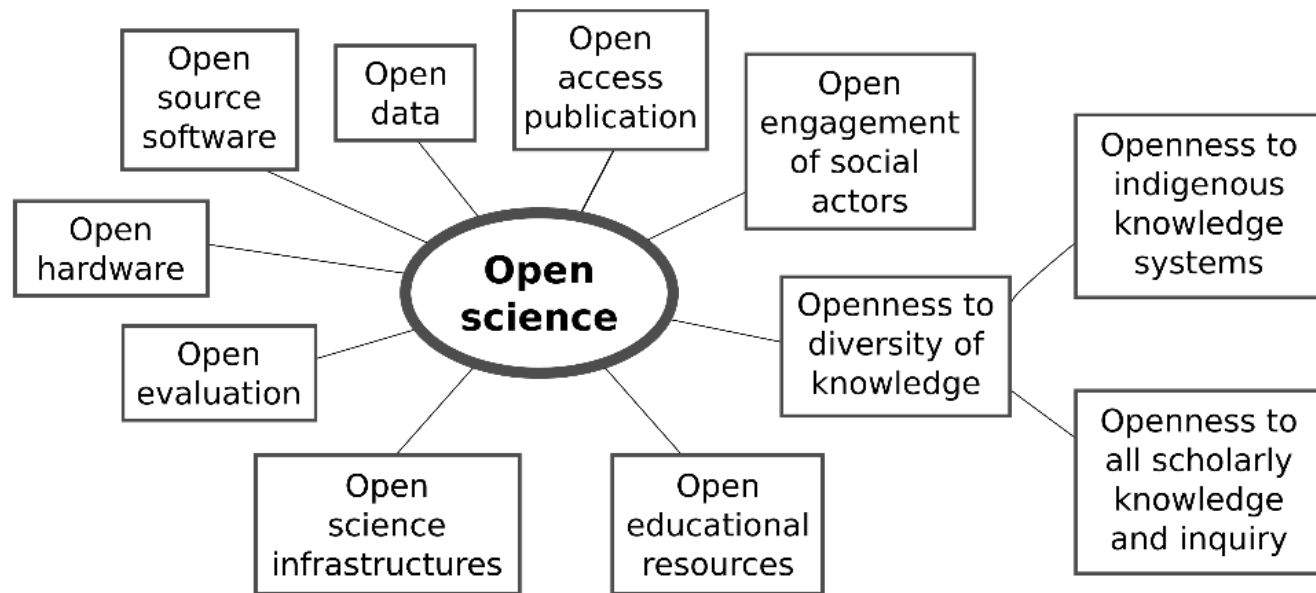 Open
source
software
Open
data
Open
access
publication
Open
engagement
of social
actors
Openness to
indigenous
knowledge
systems
Open
hardware
Open
science
Openness to
diversity of
knowledge
Open
evaluation
Openness to
all scholarly
knowledge
and inquiry
Open
science
infrastructures
Open
educational
resources